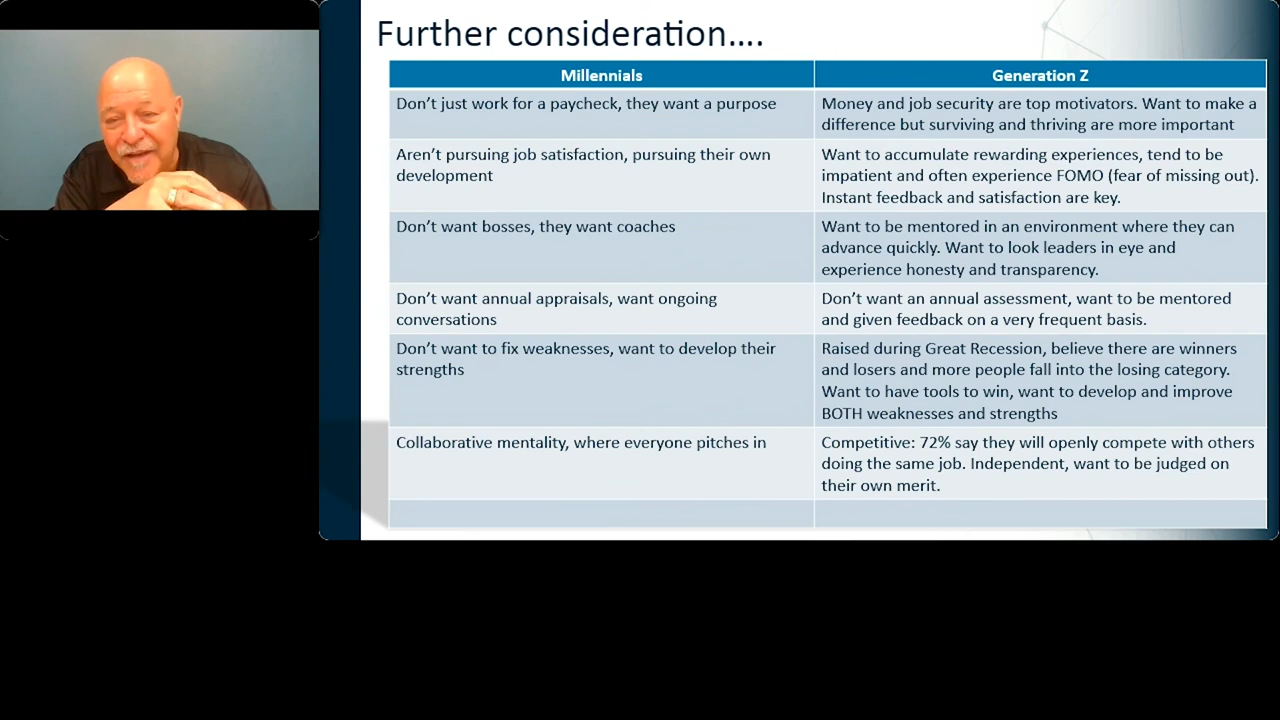 Further consideration....
Millennials
Generation Z
Don't just work for a paycheck, they want a purpose
Money and job security are top motivators. Want to make a
difference but surviving and thriving are more important
Aren't pursuing job satisfaction, pursuing their own
development
Want to accumulate rewarding experiences, tend to be
impatient and often experience FOMO (fear of missing out).
Instant feedback and satisfaction are key.
Don't want bosses, they want coaches
Want to be mentored in an environment where they can
advance quickly. Want to look leaders in eye and
experience honesty and transparency.
Don't want annual appraisals, want ongoing
conversations
Don't want an annual assessment, want to be mentored
and given feedback on a very frequent basis.
Don't want to fix weaknesses, want to develop their
strengths
Raised during Great Recession, believe there are winners
and losers and more people fall into the losing category.
Want to have tools to win, want to develop and improve
BOTH weaknesses and strengths
Collaborative mentality, where everyone pitches in
Competitive: 72% say they will openly compete with others
doing the same job. Independent, want to be judged on
their own merit.